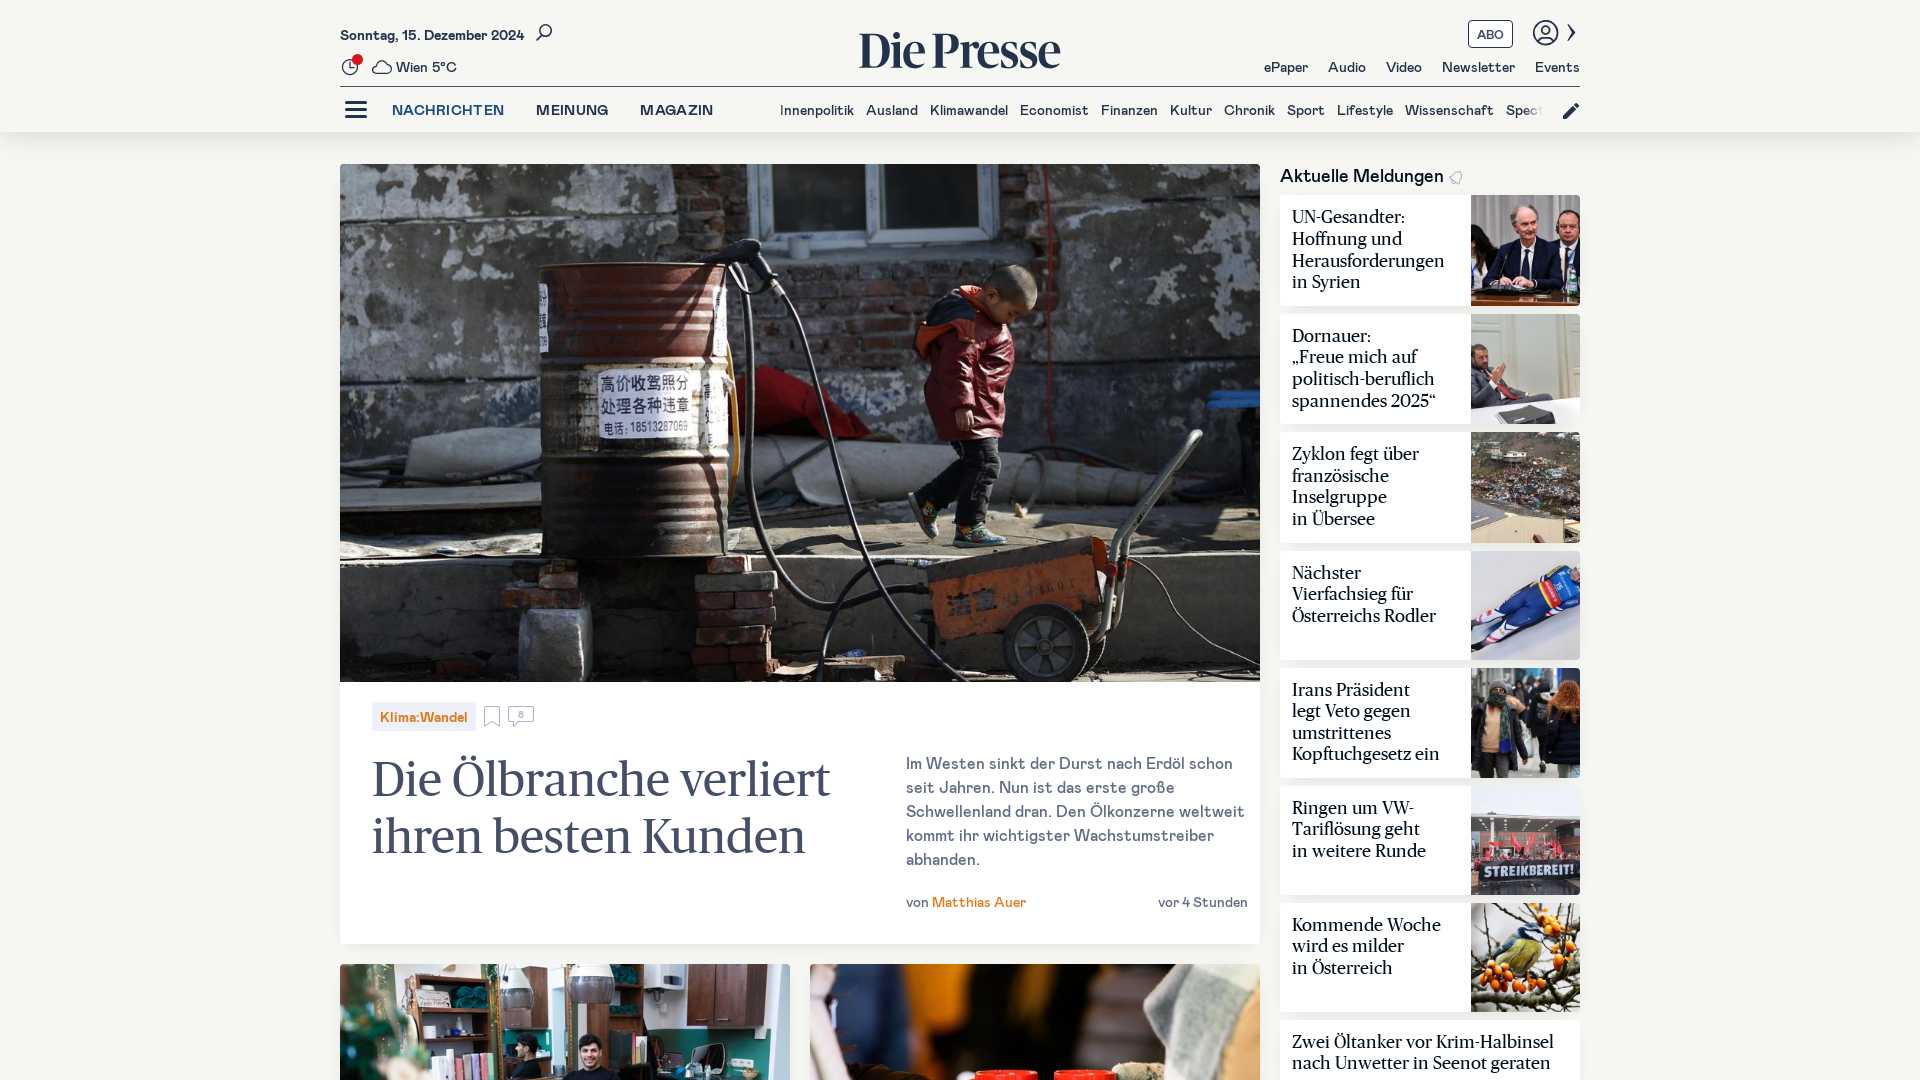 Sonntag, 15. Dezember 2024
Wien 5°C
Die Presse
ABO
ePaper Audio Video Newsletter Events
NACHRICHTEN MEINUNG MAGAZIN
Innenpolitik Ausland Klimawandel Economist Finanzen Kultur Chronik Sport Lifestyle Wissenschaft Spect
高价收驾照分
处理各种违章
电话:18513287069
Klima:Wandel
8
Die Ölbranche verliert
ihren besten Kunden
Im Westen sinkt der Durst nach Erdöl schon
seit Jahren. Nun ist das erste große
Schwellenland dran. Den Ölkonzerne weltweit
kommt ihr wichtigster Wachstumstreiber
abhanden.
von Matthias Auer
vor 4 Stunden
Aktuelle Meldungen
UN-Gesandter:
Hoffnung und
Herausforderungen
in Syrien
Dornauer:
„Freue mich auf
politisch-beruflich
spannendes 2025“
Zyklon fegt über
französische
Inselgruppe
in Übersee
Nächster
Vierfachsieg für
Österreichs Rodler
Irans Präsident
legt Veto gegen
umstrittenes
Kopftuchgesetz ein
Ringen um VW-
Tariflösung geht
in weitere Runde
STREIKBEREIT!
Kommende Woche
wird es milder
in Österreich
Zwei Öltanker vor Krim-Halbinsel
nach Unwetter in Seenot geraten